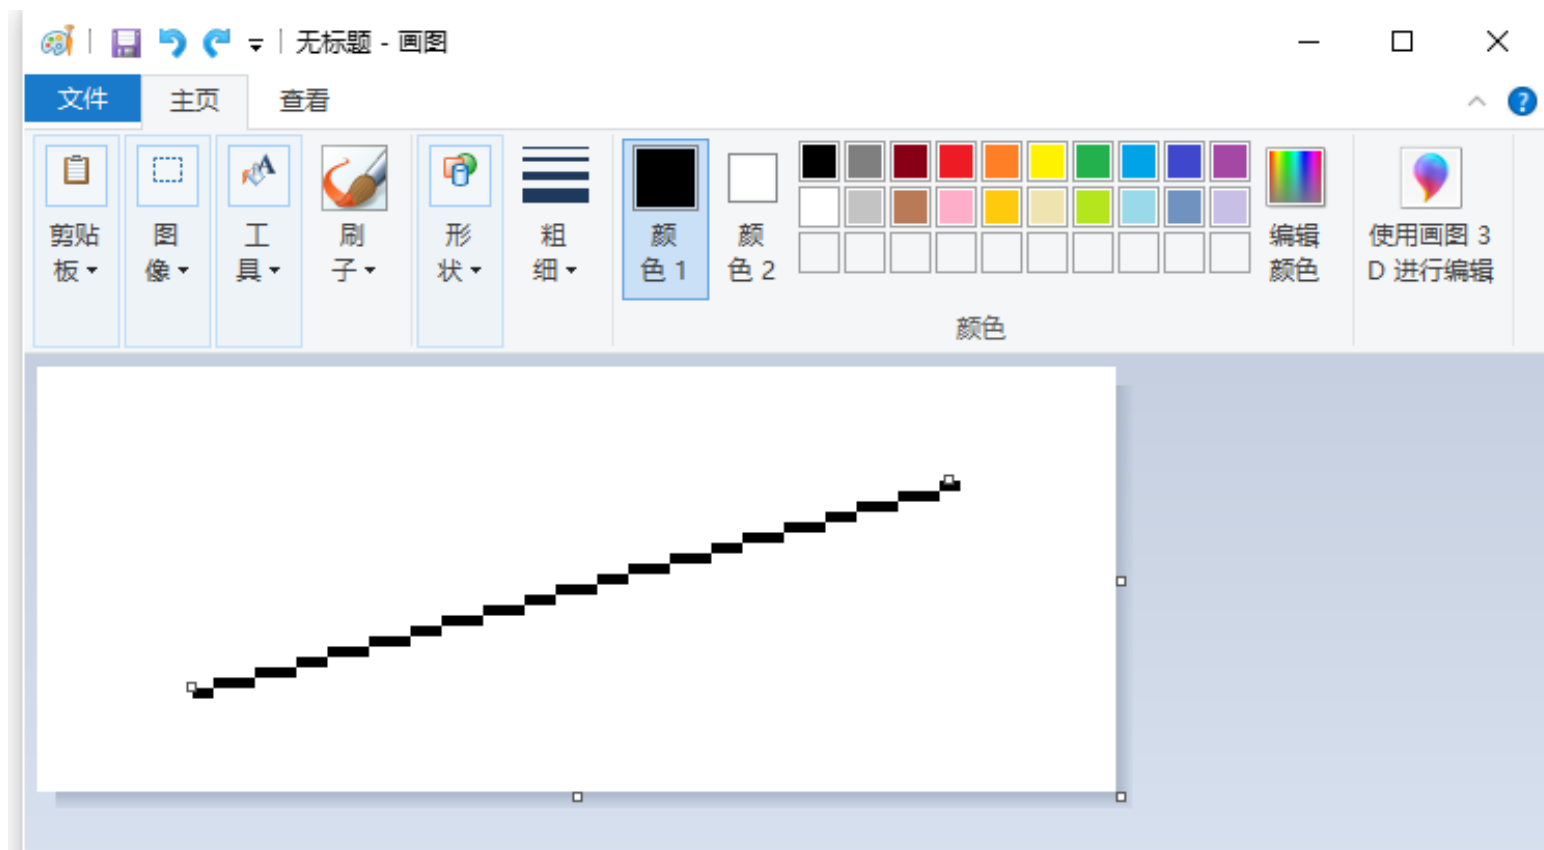 无标题 - 画图
文件 主页 查看
剪贴板 图像 工具 刷子 形状 粗细 颜色 1 颜色 2 编辑颜色 使用画图 3D 进行编辑
颜色